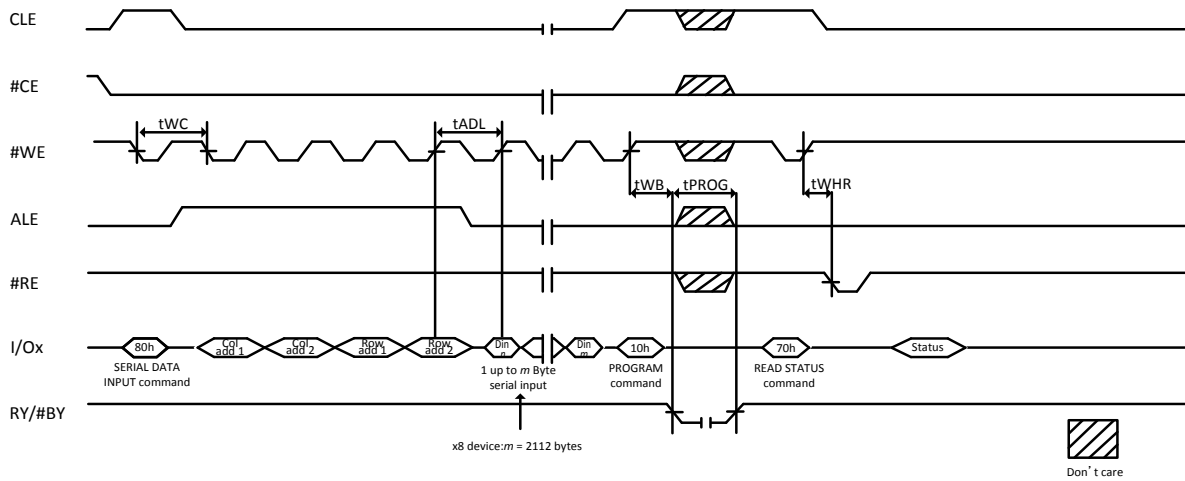 CLE
#CE
tWC
tADL
#WE
tWB
tPROG
tWHR
ALE
#RE
I/Ox
80h
Col
add 1
Col
add 2
Row
add 1
Row
add 2
Din
n
Din
m
10h
70h
Status
SERIAL DATA
INPUT command
1 up to m Byte
serial input
PROGRAM
command
READ STATUS
command
RY/#BY
x8 device:m = 2112 bytes
Don't care